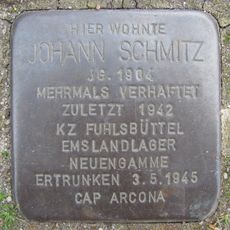 HIER WOHNTE
JOHANN SCHMITZ
JG. 1904
MEHRMALS VERHAFTET
ZULETZT 1942
KZ FUHLSBÜTTEL
EMSLANDLAGER
NEUENGAMME
ERTRUNKEN 3.5.1945
CAP ARCONA